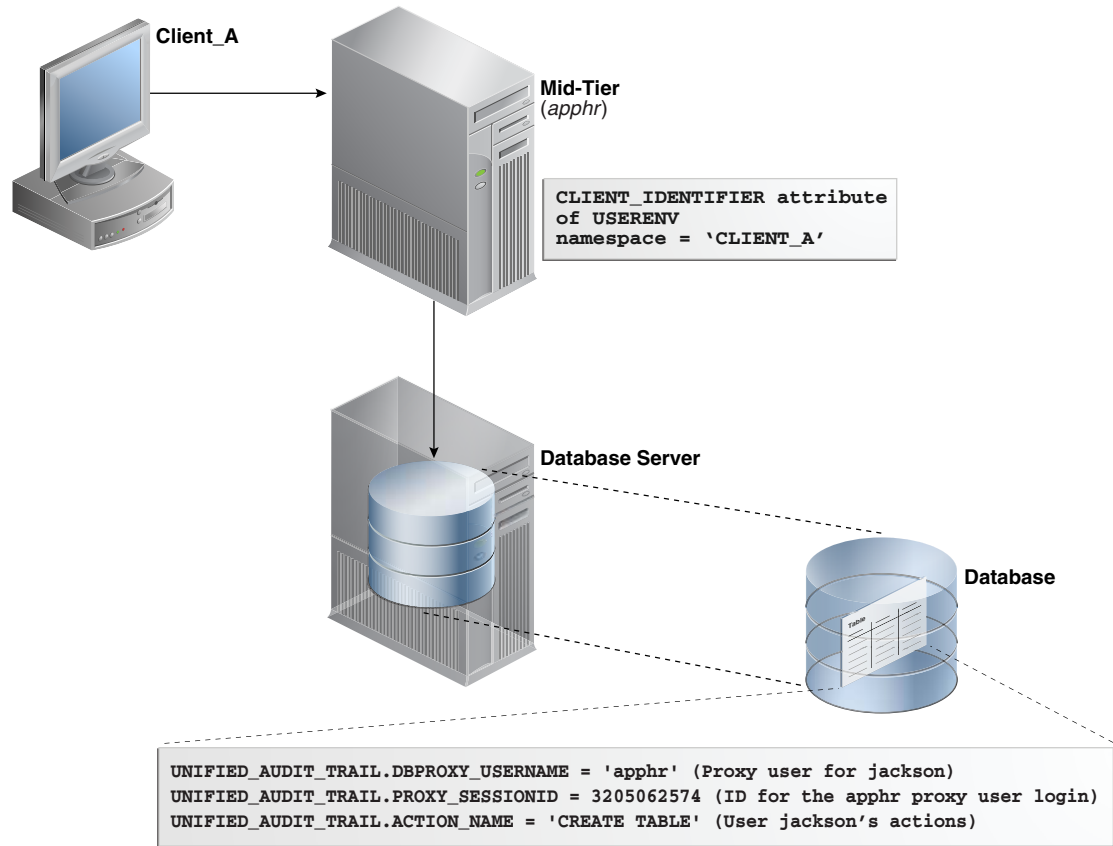 Client_A
Mid-Tier
(apphr)
CLIENT_IDENTIFIER attribute
of USERENV
namespace = ‘CLIENT_A’
Database Server
Database
Table
UNIFIED_AUDIT_TRAIL.DBPROXY_USERNAME = 'apphr' (Proxy user for jackson)
UNIFIED_AUDIT_TRAIL.PROXY_SESSIONID = 3205062574 (ID for the apphr proxy user login)
UNIFIED_AUDIT_TRAIL.ACTION_NAME = 'CREATE TABLE' (User jackson’s actions)